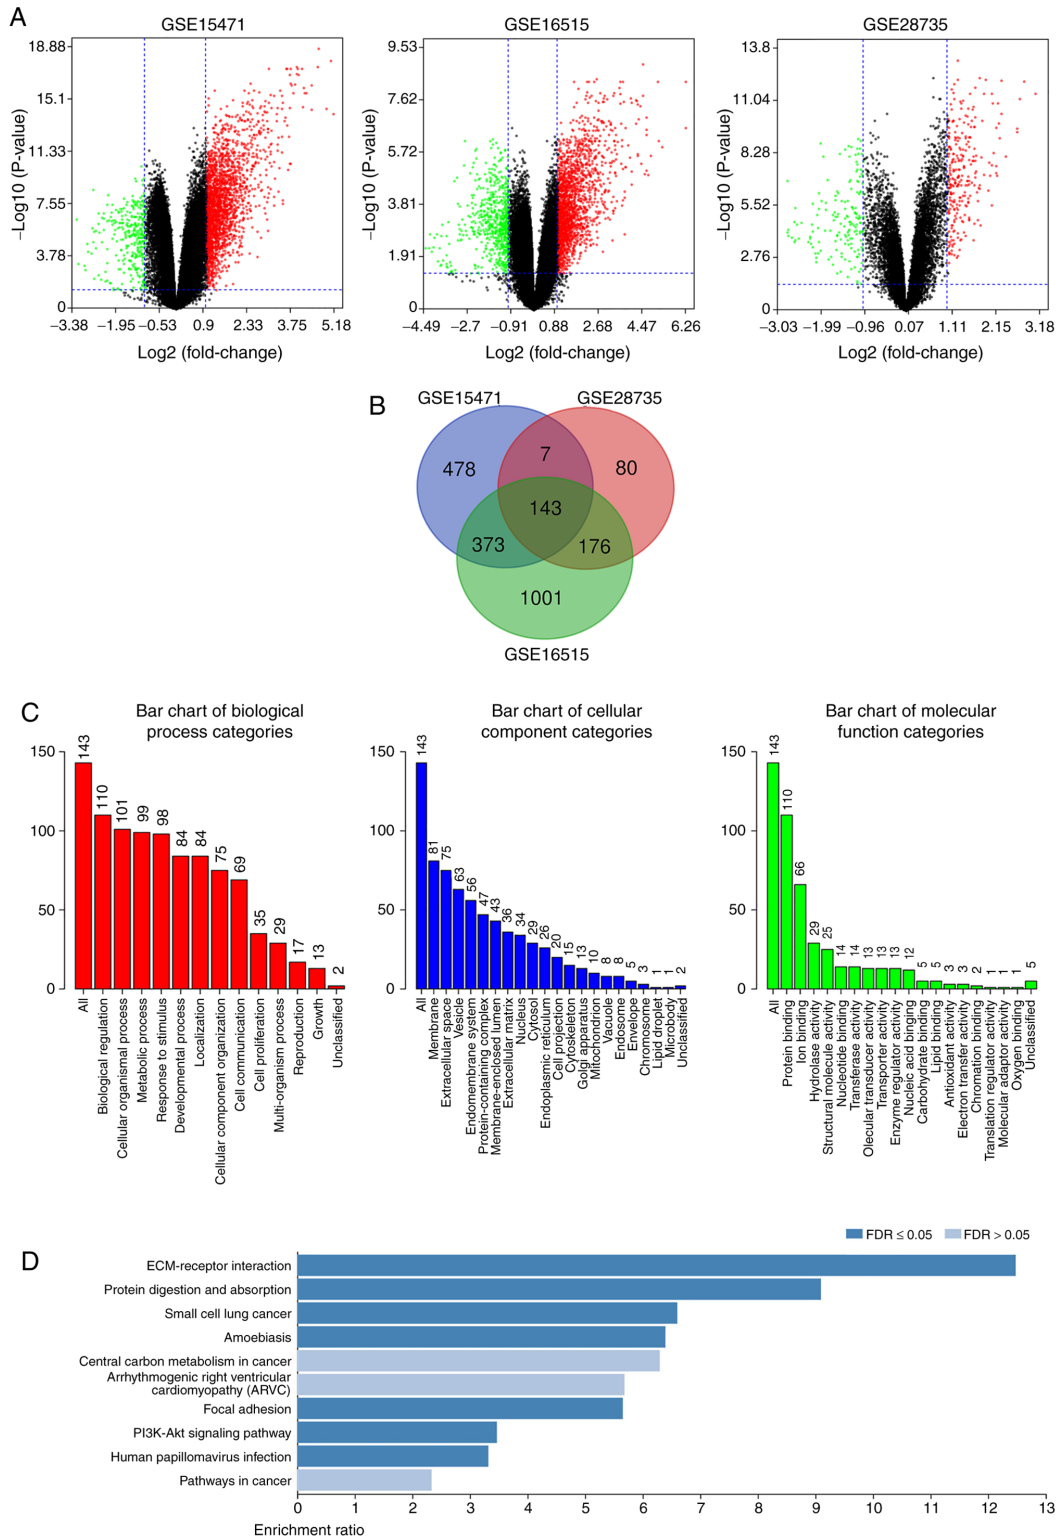 A
GSE15471
18.88
15.1
11.33
7.55
3.78
0
−3.38 −1.95 −0.53 0.9 2.33 3.75 5.18
−Log10 (P-value)
Log2 (fold-change)
GSE16515
9.53
7.62
5.72
3.81
1.91
0
−4.49 −2.7 −0.91 0.88 2.68 4.47 6.26
−Log10 (P-value)
Log2 (fold-change)
GSE28735
13.8
11.04
8.28
5.52
2.76
0
−3.03 −1.99 −0.96 0.07 1.11 2.15 3.18
−Log10 (P-value)
Log2 (fold-change)
B
GSE15471 GSE28735
478 7 80
143
373 176
1001
GSE16515
C
Bar chart of biological
process categories
150
100
50
0
143
110
101
99
98
84
84
75
69
35
29
17
13
2
All
Biological regulation
Cellular organismal process
Metabolic process
Response to stimulus
Developmental process
Localization
Cellular component organization
Cell communication
Cell proliferation
Multi-organism process
Reproduction
Growth
Unclassified
Bar chart of cellular
component categories
150
100
50
0
143
81
75
63
56
47
43
36
34
29
26
20
15
13
10
8
8
5
3
1
1
2
All
Membrane
Extracellular space
Vesicle
Endomembrane system
Protein-containing complex
Membrane-enclosed lumen
Extracellular matrix
Nucleus
Cytosol
Endoplasmic reticulum
Cell projection
Cytoskeleton
Golgi apparatus
Mitochondrion
Vacuole
Endosome
Envelope
Chromosome
Lipid droplet
Microbody
Unclassified
Bar chart of molecular
function categories
150
100
50
0
143
110
66
29
25
14
14
13
13
13
12
5
5
3
3
2
1
1
1
5
All
Protein binding
Ion binding
Hydrolase activity
Structural molecule activity
Nucleotide binding
Transferase activity
Olecular transducer activity
Transporter activity
Enzyme regulator activity
Nucleic acid binging
Carbohydrate binding
Lipid binding
Antioxidant activity
Electron transfer activity
Chromation binding
Translation regulator activity
Molecular adaptor activity
Oxygen binding
Unclassified
D
FDR ≤ 0.05 FDR > 0.05
ECM-receptor interaction
Protein digestion and absorption
Small cell lung cancer
Amoebiasis
Central carbon metabolism in cancer
Arrhythmogenic right ventricular
cardiomyopathy (ARVC)
Focal adhesion
PI3K-Akt signaling pathway
Human papillomavirus infection
Pathways in cancer
0 1 2 3 4 5 6 7 8 9 10 11 12 13
Enrichment ratio